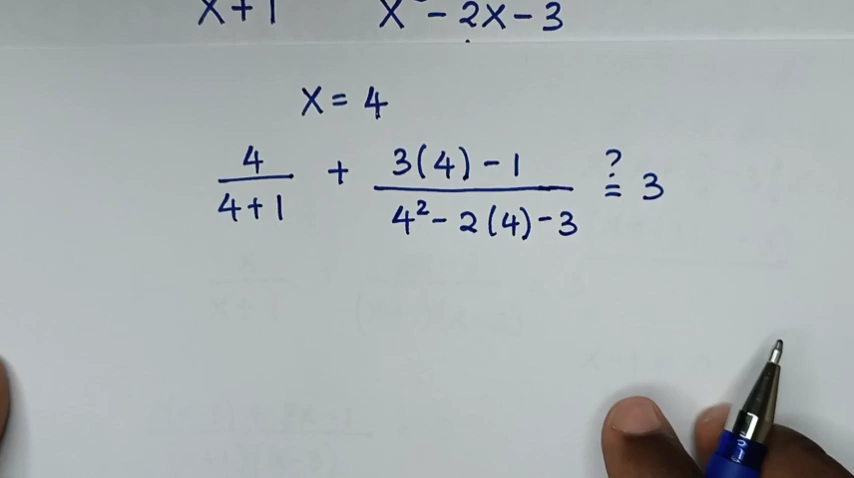 x + 1 x² - 2x - 3
x = 4
4/(4+1) + (3(4) - 1)/(4² - 2(4) - 3) ≟ 3